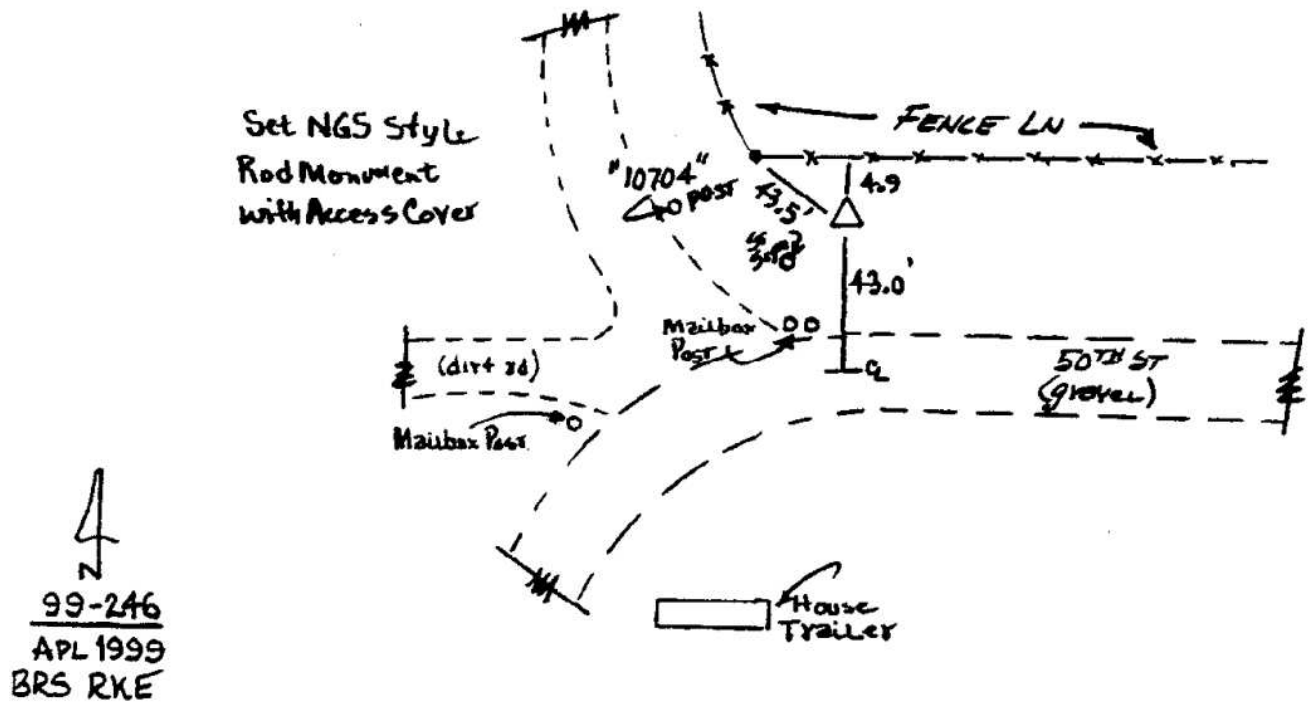 Set NGS Style
Rod Monument
with Access Cover
FENCE LN
"10704"
POST
43.5'
4.9
43.0'
Mailbox
Post
(dirt rd)
Mailbox Post
50TH ST
(gravel)
CL
N
99-246
APL 1999
BRS RKE
House
Trailer